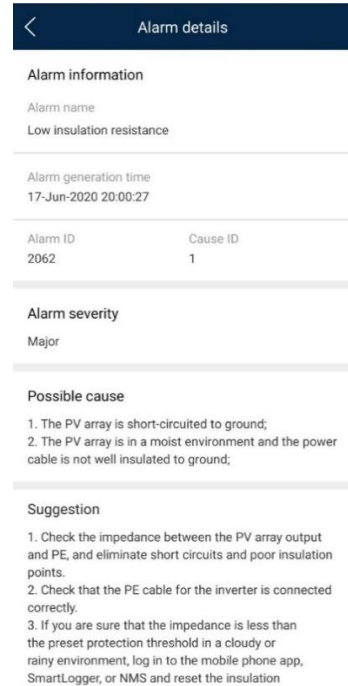 Alarm details
Alarm information
Alarm name
Low insulation resistance
Alarm generation time
17-Jun-2020 20:00:27
Alarm ID
Cause ID
2062
1
Alarm severity
Major
Possible cause
1. The PV array is short-circuited to ground;
2. The PV array is in a moist environment and the power
cable is not well insulated to ground;
Suggestion
1. Check the impedance between the PV array output
and PE, and eliminate short circuits and poor insulation
points.
2. Check that the PE cable for the inverter is connected
correctly.
3. If you are sure that the impedance is less than
the preset protection threshold in a cloudy or
rainy environment, log in to the mobile phone app,
SmartLogger, or NMS and reset the insulation